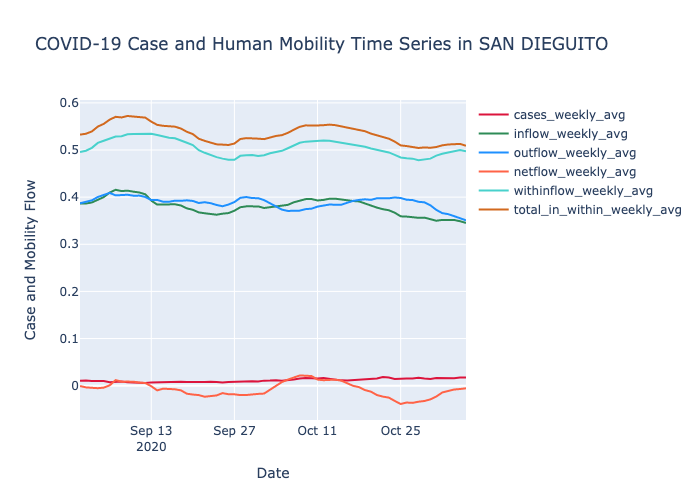 COVID-19 Case and Human Mobility Time Series in SAN DIEGUITO
Case and Mobility Flow
0.6
0.5
0.4
0.3
0.2
0.1
0
Sep 13
2020
Sep 27
Oct 11
Oct 25
Date
cases_weekly_avg
inflow_weekly_avg
outflow_weekly_avg
netflow_weekly_avg
withinflow_weekly_avg
total_in_within_weekly_avg